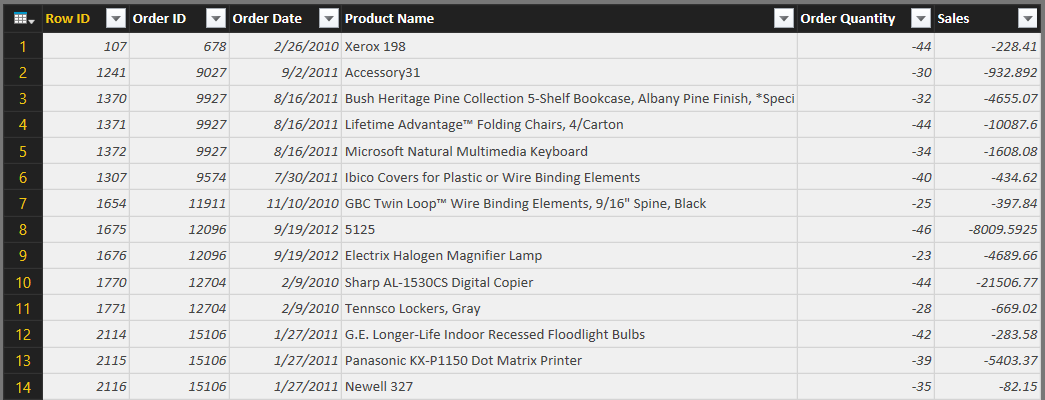 Row ID Order ID Order Date Product Name Order Quantity Sales
1 107 678 2/26/2010 Xerox 198 -44 -228.41
2 1241 9027 9/2/2011 Accessory31 -30 -932.892
3 1370 9927 8/16/2011 Bush Heritage Pine Collection 5-Shelf Bookcase, Albany Pine Finish, *Speci -32 -4655.07
4 1371 9927 8/16/2011 Lifetime Advantage™ Folding Chairs, 4/Carton -44 -10087.6
5 1372 9927 8/16/2011 Microsoft Natural Multimedia Keyboard -34 -1608.08
6 1307 9574 7/30/2011 Ibico Covers for Plastic or Wire Binding Elements -40 -434.62
7 1654 11911 11/10/2010 GBC Twin Loop™ Wire Binding Elements, 9/16" Spine, Black -25 -397.84
8 1675 12096 9/19/2012 5125 -46 -8009.5925
9 1676 12096 9/19/2012 Electrix Halogen Magnifier Lamp -23 -4689.66
10 1770 12704 2/9/2010 Sharp AL-1530CS Digital Copier -44 -21506.77
11 1771 12704 2/9/2010 Tennsco Lockers, Gray -28 -669.02
12 2114 15106 1/27/2011 G.E. Longer-Life Indoor Recessed Floodlight Bulbs -42 -283.58
13 2115 15106 1/27/2011 Panasonic KX-P1150 Dot Matrix Printer -39 -5403.37
14 2116 15106 1/27/2011 Newell 327 -35 -82.15